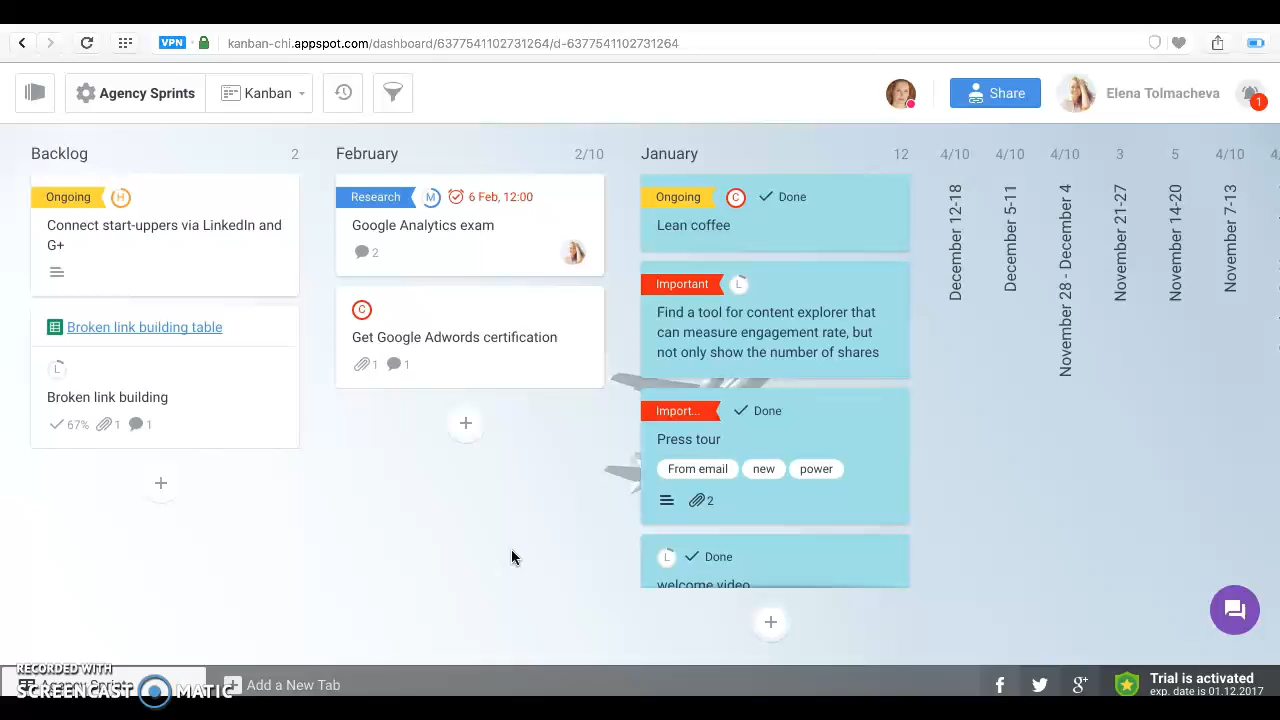 VPN
kanban-chi.appspot.com/dashboard/6377541102731264/d-6377541102731264
Agency Sprints
Kanban
Share
Elena Tolmacheva
1
Backlog
2
Ongoing
H
Connect start-uppers via LinkedIn and
G+
Broken link building table
L
Broken link building
67%
1
1
February
2/10
Research
M
6 Feb, 12:00
Google Analytics exam
2
C
Get Google Adwords certification
1
1
January
12
Ongoing
C
Done
Lean coffee
Important
L
Find a tool for content explorer that
can measure engagement rate, but
not only show the number of shares
Import...
Done
Press tour
From email
new
power
2
L
Done
welcome video
4/10
December 12-18
4/10
December 5-11
4/10
November 28 - December 4
3
November 21-27
5
November 14-20
4/10
November 7-13
RECORDED WITH
SCREENCAST MATIC
Add a New Tab
Trial is activated
exp. date is 01.12.2017